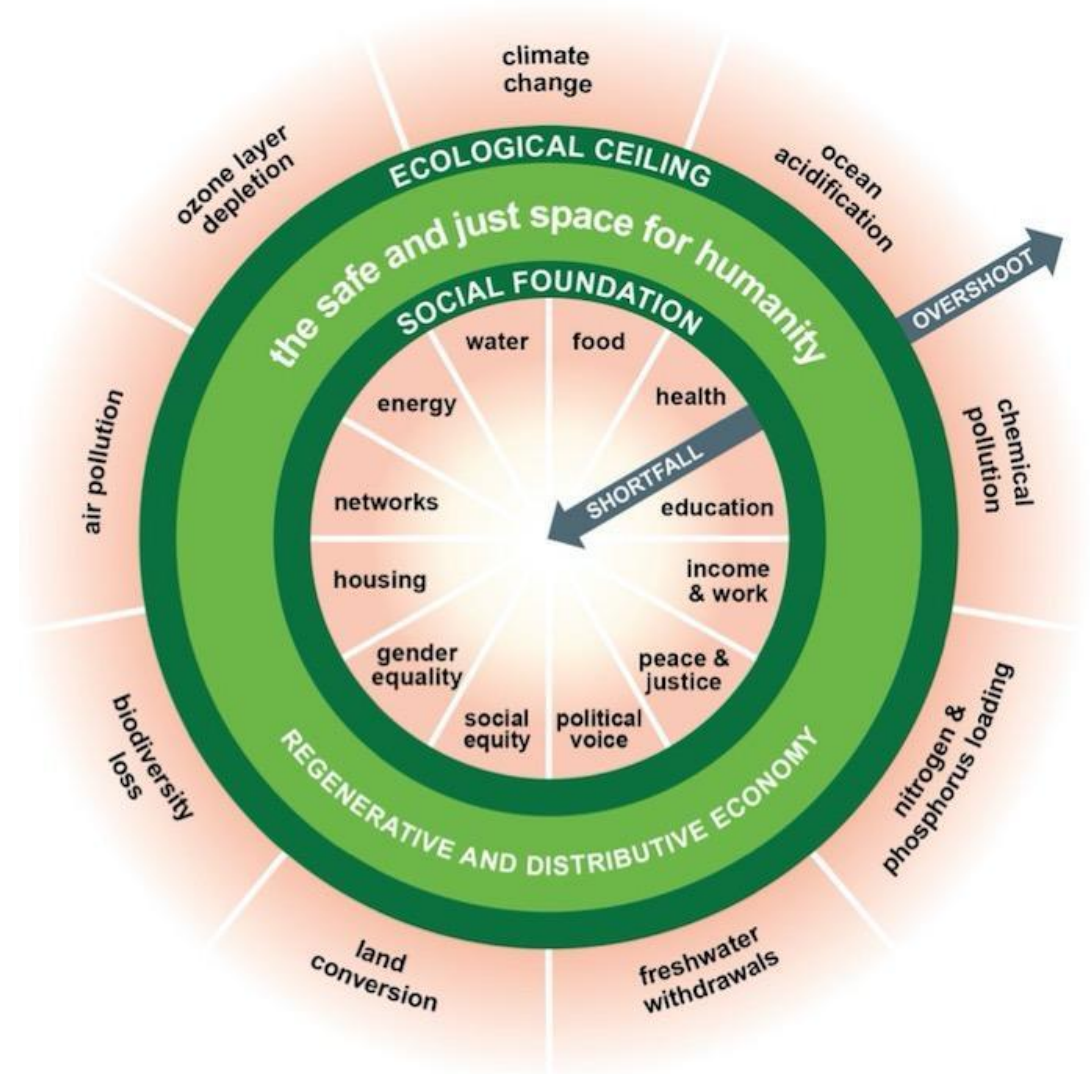 climate
change
ocean
acidification
OVERSHOOT
chemical
pollution
nitrogen &
phosphorus loading
freshwater
withdrawals
land
conversion
biodiversity
loss
air pollution
ozone layer
depletion
ECOLOGICAL CEILING
the safe and just space for humanity
SOCIAL FOUNDATION
water
food
health
SHORTFALL
education
income
& work
peace &
justice
political
voice
social
equity
gender
equality
housing
networks
energy
REGENERATIVE AND DISTRIBUTIVE ECONOMY